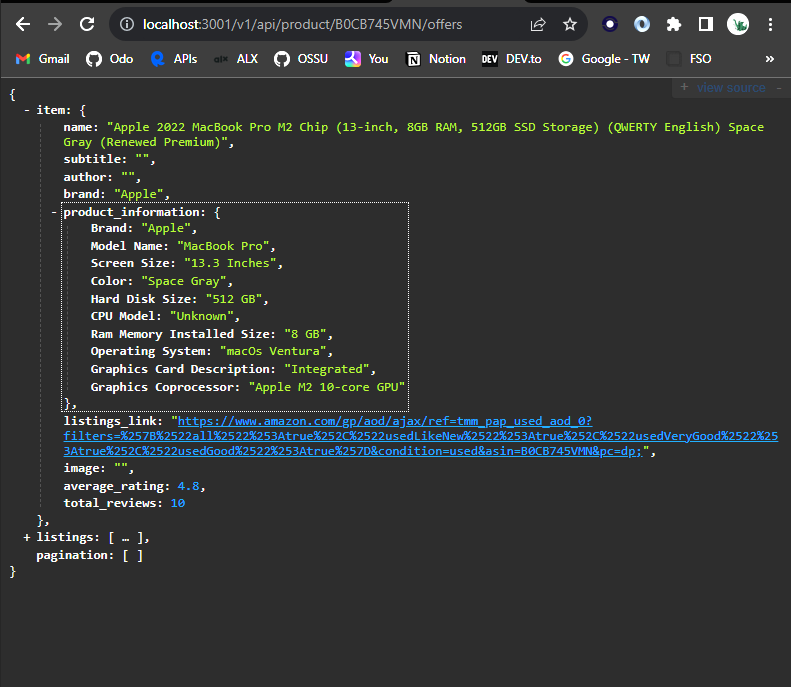 localhost:3001/v1/api/product/B0CB745VMN/offers
Gmail Odo APIs ALX OSSU You Notion DEV DEV.to Google - TW FSO »
+ view source -
{
- item: {
name: "Apple 2022 MacBook Pro M2 Chip (13-inch, 8GB RAM, 512GB SSD Storage) (QWERTY English) Space
Gray (Renewed Premium)",
subtitle: "",
author: "",
brand: "Apple",
- product_information: {
Brand: "Apple",
Model Name: "MacBook Pro",
Screen Size: "13.3 Inches",
Color: "Space Gray",
Hard Disk Size: "512 GB",
CPU Model: "Unknown",
Ram Memory Installed Size: "8 GB",
Operating System: "macOs Ventura",
Graphics Card Description: "Integrated",
Graphics Coprocessor: "Apple M2 10-core GPU"
},
listings_link: "https://www.amazon.com/gp/aod/ajax/ref=tmm_pap_used_aod_0?
filters=%257B%2522all%2522%253Atrue%252C%2522usedLikeNew%2522%253Atrue%252C%2522usedVeryGood%2522%253
Atrue%252C%2522usedGood%2522%253Atrue%257D&condition=used&asin=B0CB745VMN&pc=dp;",
image: "",
average_rating: 4.8,
total_reviews: 10
},
+ listings: [ … ],
pagination: [ ]
}